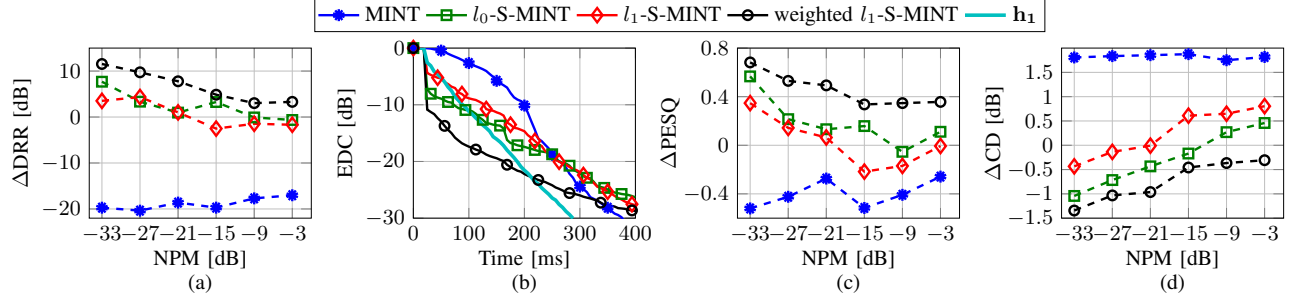 MINT l0-S-MINT l1-S-MINT weighted l1-S-MINT h1
10
0
−10
−20
ΔDRR [dB]
−33 −27 −21 −15 −9 −3
NPM [dB]
(a)
0
−10
−20
−30
EDC [dB]
0 100 200 300 400
Time [ms]
(b)
0.8
0.4
0
−0.4
ΔPESQ
−33 −27 −21 −15 −9 −3
NPM [dB]
(c)
1.5
1
0.5
0
−0.5
−1
−1.5
ΔCD [dB]
−33 −27 −21 −15 −9 −3
NPM [dB]
(d)